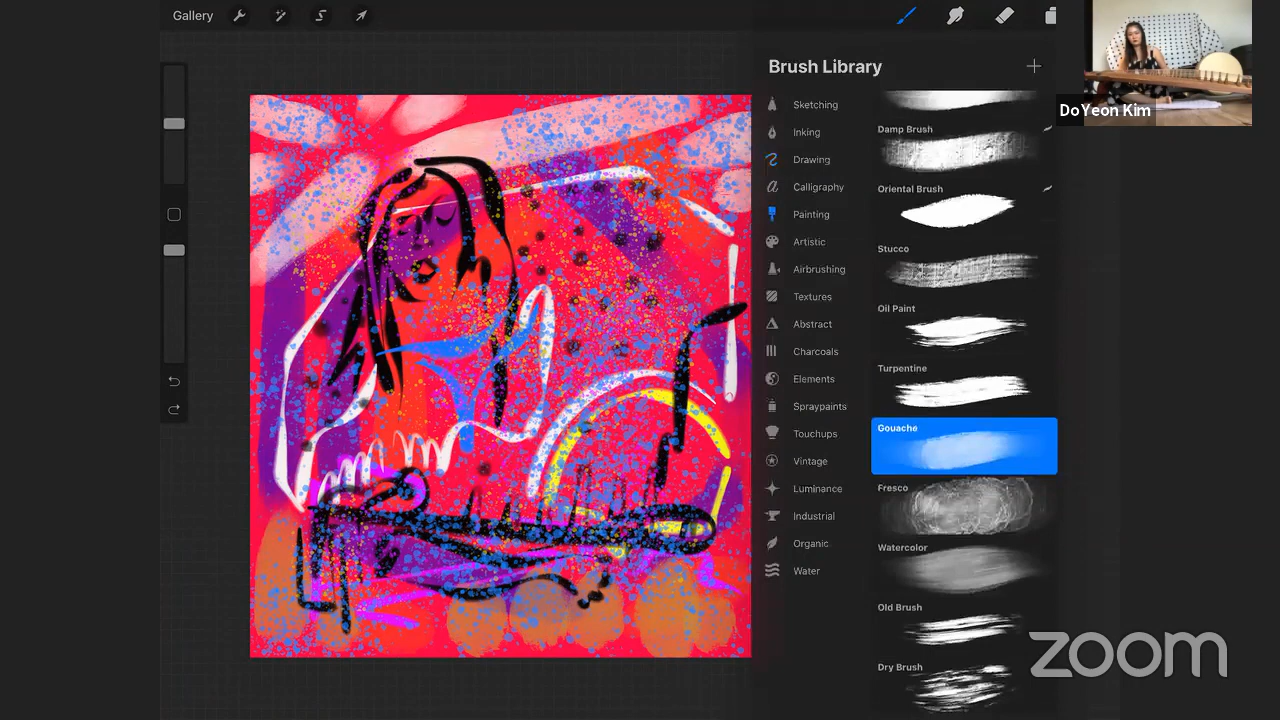 Gallery
Brush Library
Sketching
Inking
Drawing
Calligraphy
Painting
Artistic
Airbrushing
Textures
Abstract
Charcoals
Elements
Spraypaints
Touchups
Vintage
Luminance
Industrial
Organic
Water
Damp Brush
Oriental Brush
Stucco
Oil Paint
Turpentine
Gouache
Fresco
Watercolor
Old Brush
Dry Brush
DoYeon Kim
zoom